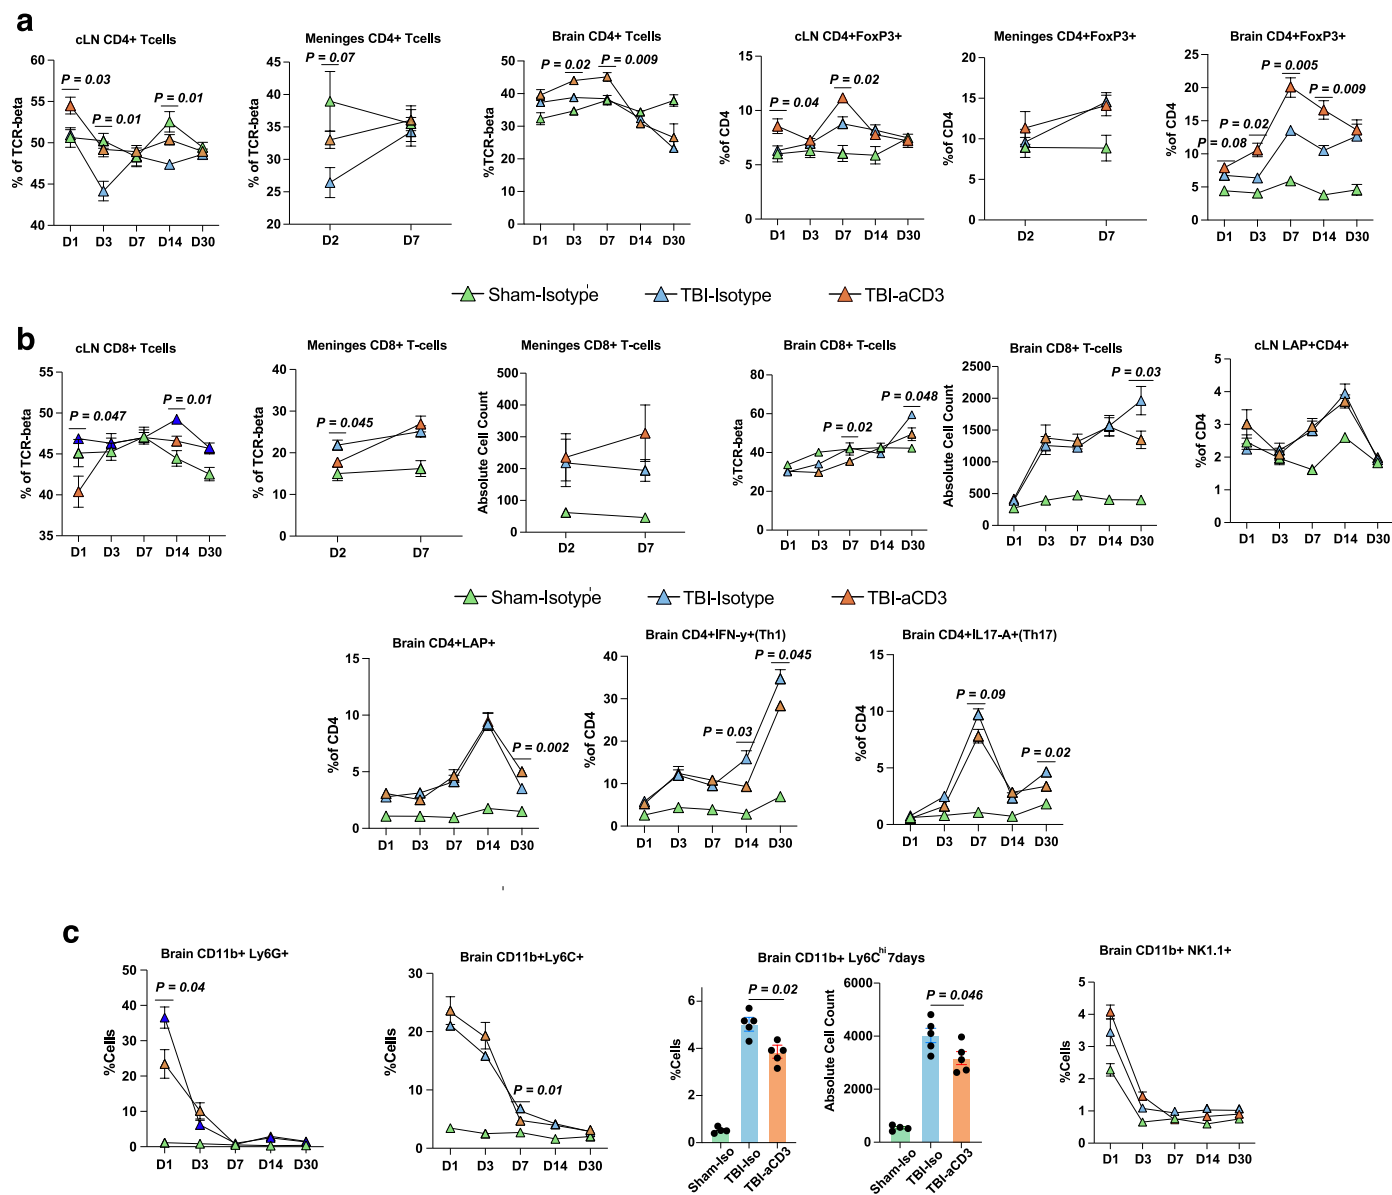 a
cLN CD4+ Tcells
% of TCR-beta
60
55
50
45
40
P = 0.03
P = 0.01
P = 0.01
D1 D3 D7 D14 D30
Meninges CD4+ Tcells
% of TCR-beta
45
40
35
30
25
20
P = 0.07
D2 D7
Brain CD4+ Tcells
%TCR-beta
50
40
30
20
10
0
P = 0.02
P = 0.009
D1 D3 D7 D14 D30
cLN CD4+FoxP3+
%of CD4
15
10
5
0
P = 0.04
P = 0.02
D1 D3 D7 D14 D30
Meninges CD4+FoxP3+
%of CD4
20
15
10
5
0
D2 D7
Brain CD4+FoxP3+
%of CD4
25
20
15
10
5
0
P = 0.08
P = 0.02
P = 0.005
P = 0.009
D1 D3 D7 D14 D30
Sham-Isotype TBI-Isotype TBI-aCD3
b
cLN CD8+ Tcells
% of TCR-beta
55
50
45
40
35
P = 0.047
P = 0.01
D1 D3 D7 D14 D30
Meninges CD8+ T-cells
% of TCR-beta
40
30
20
10
0
P = 0.045
D2 D7
Meninges CD8+ T-cells
Absolute Cell Count
500
400
300
200
100
0
D2 D7
Brain CD8+ T-cells
%TCR-beta
80
60
40
20
0
P = 0.02
P = 0.048
D1 D3 D7 D14 D30
Brain CD8+ T-cells
Absolute Cell Count
2500
2000
1500
1000
500
0
P = 0.03
D1 D3 D7 D14 D30
cLN LAP+CD4+
%of CD4
5
4
3
2
1
0
D1 D3 D7 D14 D30
Sham-Isotype TBI-Isotype TBI-aCD3
Brain CD4+LAP+
%of CD4
15
10
5
0
P = 0.002
D1 D3 D7 D14 D30
Brain CD4+IFN-y+(Th1)
%of CD4
40
30
20
10
0
P = 0.03
P = 0.045
D1 D3 D7 D14 D30
Brain CD4+IL17-A+(Th17)
%of CD4
15
10
5
0
P = 0.09
P = 0.02
D1 D3 D7 D14 D30
c
Brain CD11b+ Ly6G+
%Cells
50
40
30
20
10
0
P = 0.04
D1 D3 D7 D14 D30
Brain CD11b+Ly6C+
%Cells
30
20
10
0
P = 0.01
D1 D3 D7 D14 D30
Brain CD11b+ Ly6Chi 7days
%Cells
6
4
2
0
P = 0.02
Sham-Iso TBI-Iso TBI-aCD3
Absolute Cell Count
6000
4000
2000
0
P = 0.046
Sham-Iso TBI-Iso TBI-aCD3
Brain CD11b+ NK1.1+
%Cells
5
4
3
2
1
0
D1 D3 D7 D14 D30